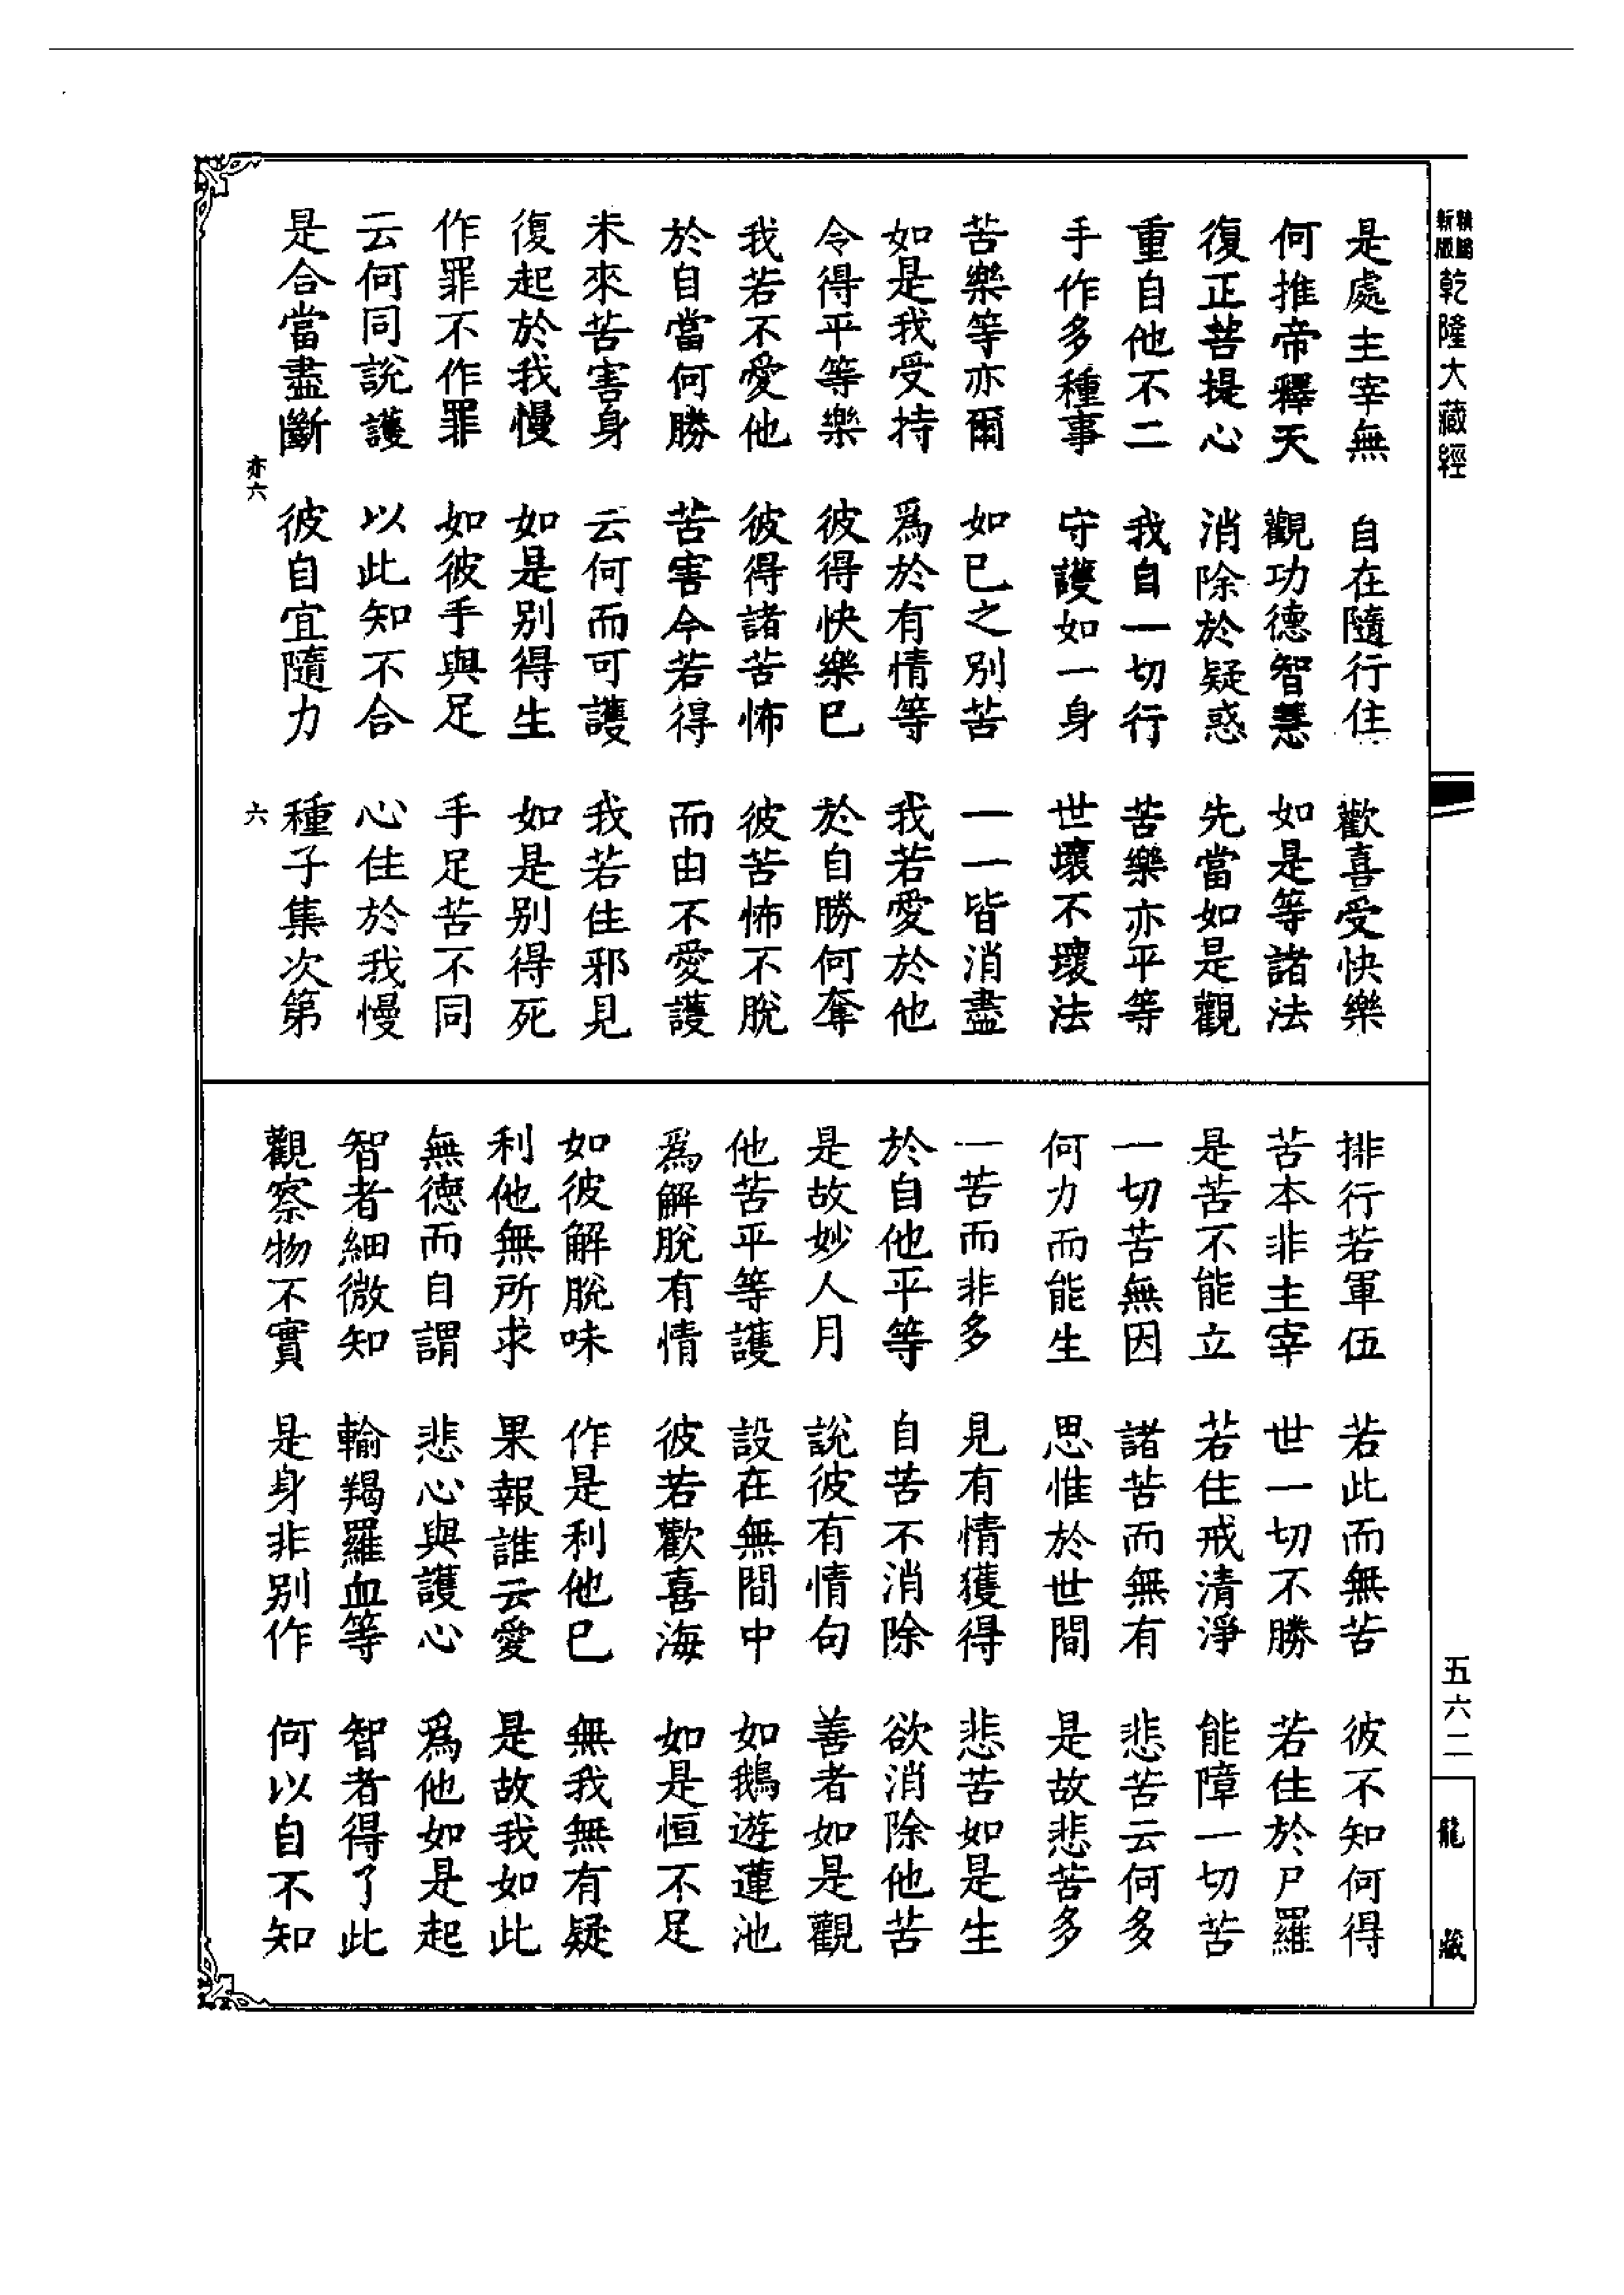 新版 精縮 乾隆大藏經
是處主宰無 自在隨行住 歡喜受快樂
何推帝釋天 觀功德智慧 如是等諸法
復正菩提心 消除於疑惑 先當如是觀
重自他不二 我自一切行 苦樂亦平等
手作多種事 守護如一身 世壞不壞法
苦樂等亦爾 如已之別苦 一一皆消盡
如是我受持 爲於有情等 我若愛於他
令得平等樂 彼得快樂巳 於自勝何奪
我若不愛他 彼得諸苦怖 彼苦怖不脫
於自當何勝 苦害今若得 而由不愛護
未來苦害身 云何而可護 我若住邪見
復起於我慢 如是別得生 如是別得死
作罪不作罪 如彼手與足 手足苦不同
云何同說護 以此知不合 心住於我慢
是合當盡斷 彼自宜隨力 種子集次第
亦六 六
排行若軍伍 若此而無苦 彼不知何得
苦本非主宰 世一切不勝 若住於尸羅
是苦不能立 若住戒清淨 能障一切苦
一切苦無因 諸苦而無有 悲苦云何多
何力而能生 思惟於世間 是故悲苦多
一苦而非多 見有情獲得 悲苦如是生
於自他平等 自苦不消除 欲消除他苦
是故妙人月 說彼有情句 善者如是觀
他苦平等護 設在無間中 如鵝遊蓮池
爲解脫有情 彼若歡喜海 如是恒不足
如彼解脫味 作是利他巳 無我無有疑
利他無所求 果報誰云愛 是故我如此
無德而自謂 悲心與護心 爲他如是起
智者細微知 輸羯羅血等 智者得了此
觀察物不實 是身非別作 何以自不知
五六二
龍藏